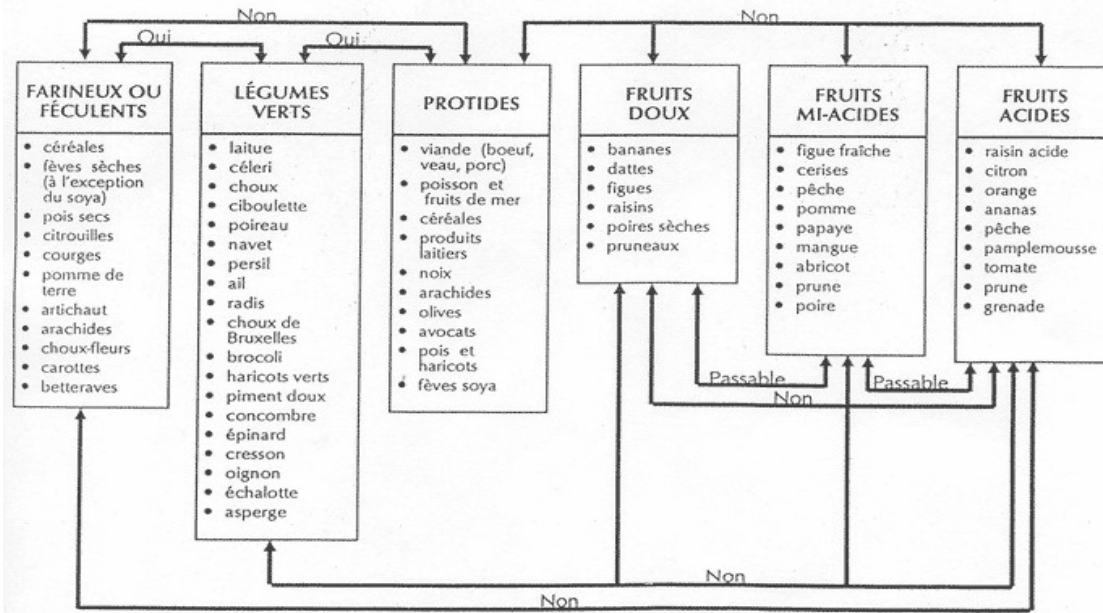 Non
Non
Oui
Oui
FARINEUX OU
FÉCULENTS
• céréales
• fèves sèches
(à l'exception
du soya)
• pois secs
• citrouilles
• courges
• pomme de
terre
• artichaut
• arachides
• choux-fleurs
• carottes
• betteraves
LÉGUMES
VERTS
• laitue
• céleri
• choux
• ciboulette
• poireau
• navet
• persil
• ail
• radis
• choux de
Bruxelles
• brocoli
• haricots verts
• piment doux
• concombre
• épinard
• cresson
• oignon
• échalotte
• asperge
PROTIDES
• viande (boeuf,
veau, porc)
• poisson et
fruits de mer
• céréales
• produits
laitiers
• noix
• arachides
• olives
• avocats
• pois et
haricots
• fèves soya
FRUITS
DOUX
• bananes
• dattes
• figues
• raisins
• poires sèches
• pruneaux
FRUITS
MI-ACIDES
• figue fraîche
• cerises
• pêche
• pomme
• papaye
• mangue
• abricot
• prune
• poire
FRUITS
ACIDES
• raisin acide
• citron
• orange
• ananas
• pêche
• pamplemousse
• tomate
• prune
• grenade
Passable
Passable
Non
Non
Non